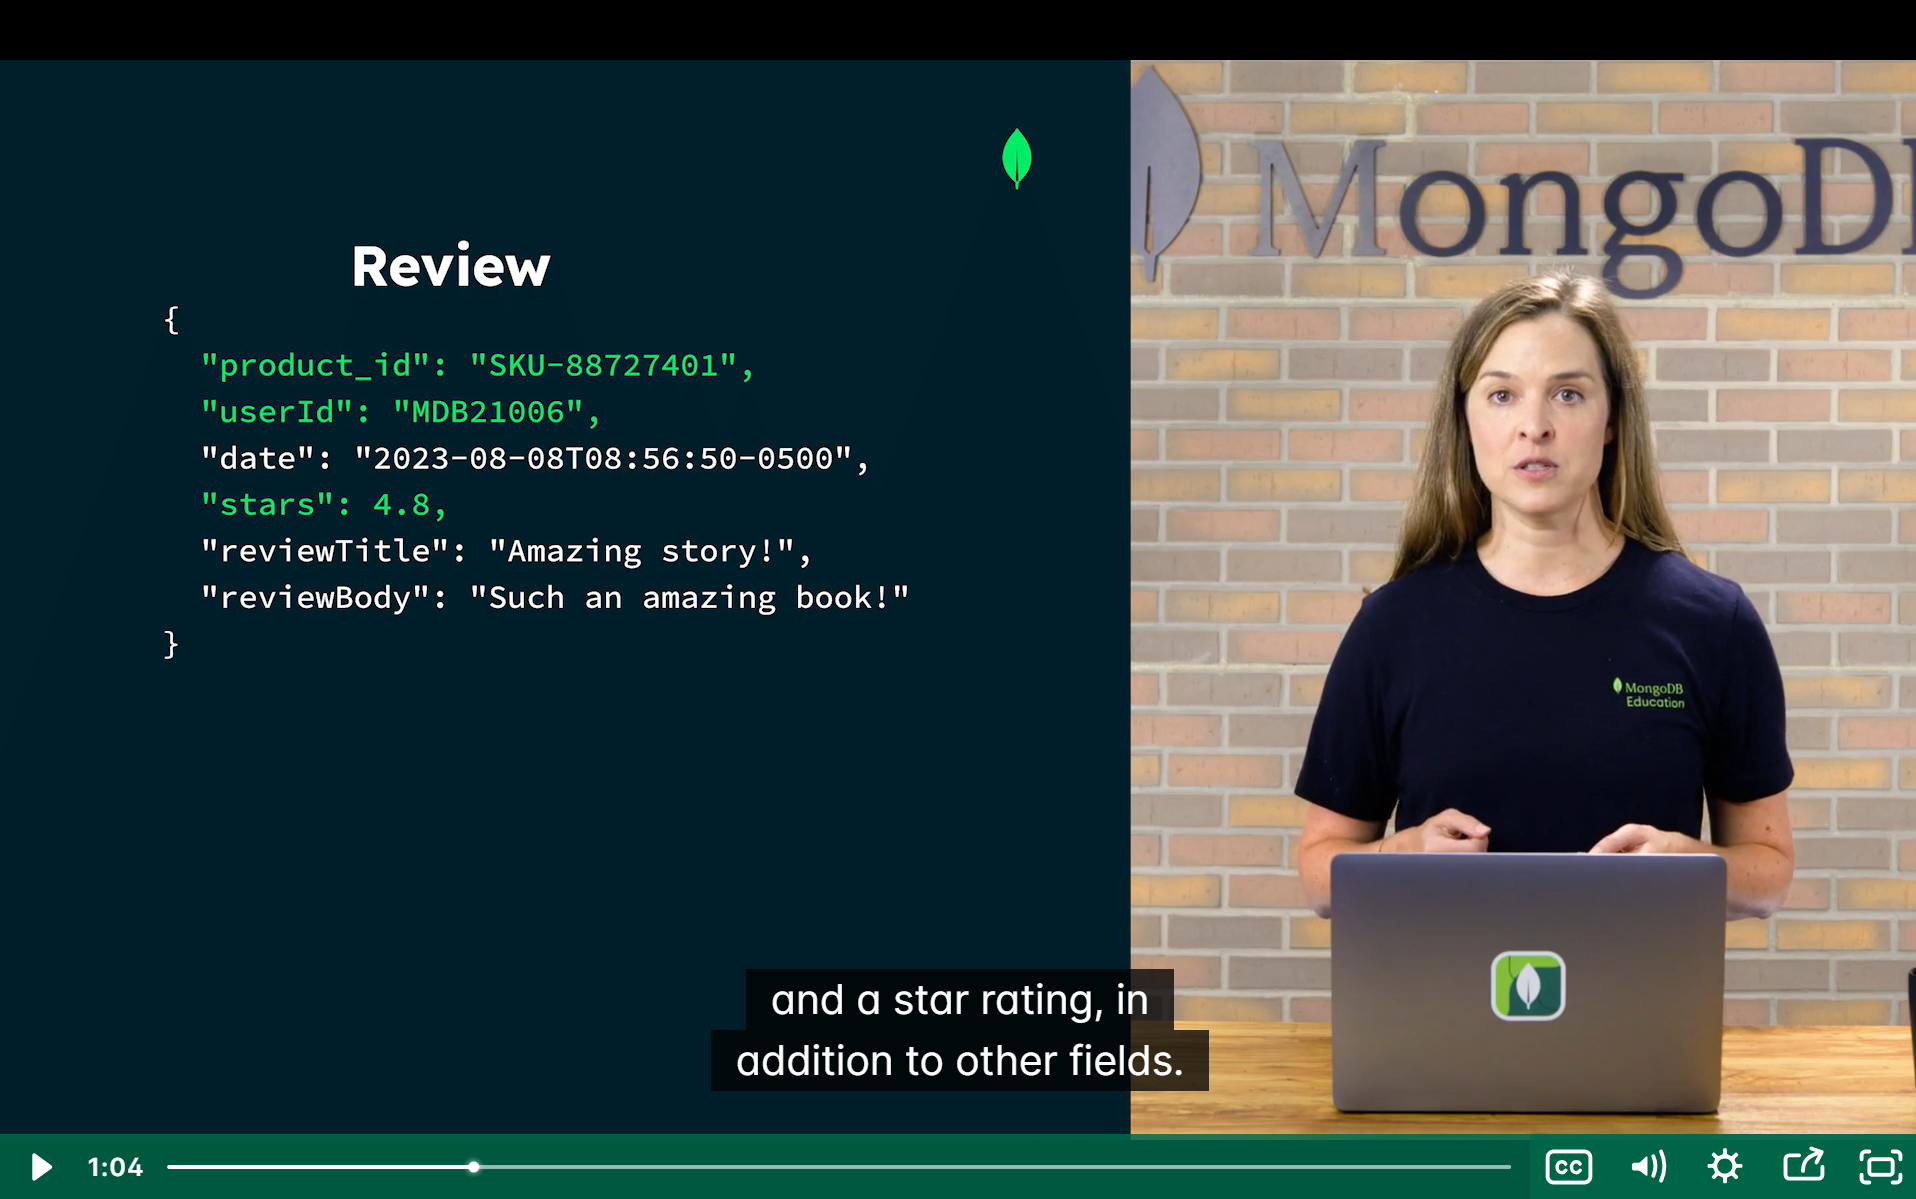 MongoDB
Review
{
"product_id": "SKU-88727401",
"userId": "MDB21006",
"date": "2023-08-08T08:56:50-0500",
"stars": 4.8,
"reviewTitle": "Amazing story!",
"reviewBody": "Such an amazing book!"
}
MongoDB
Education
and a star rating, in
addition to other fields.
1:04
CC